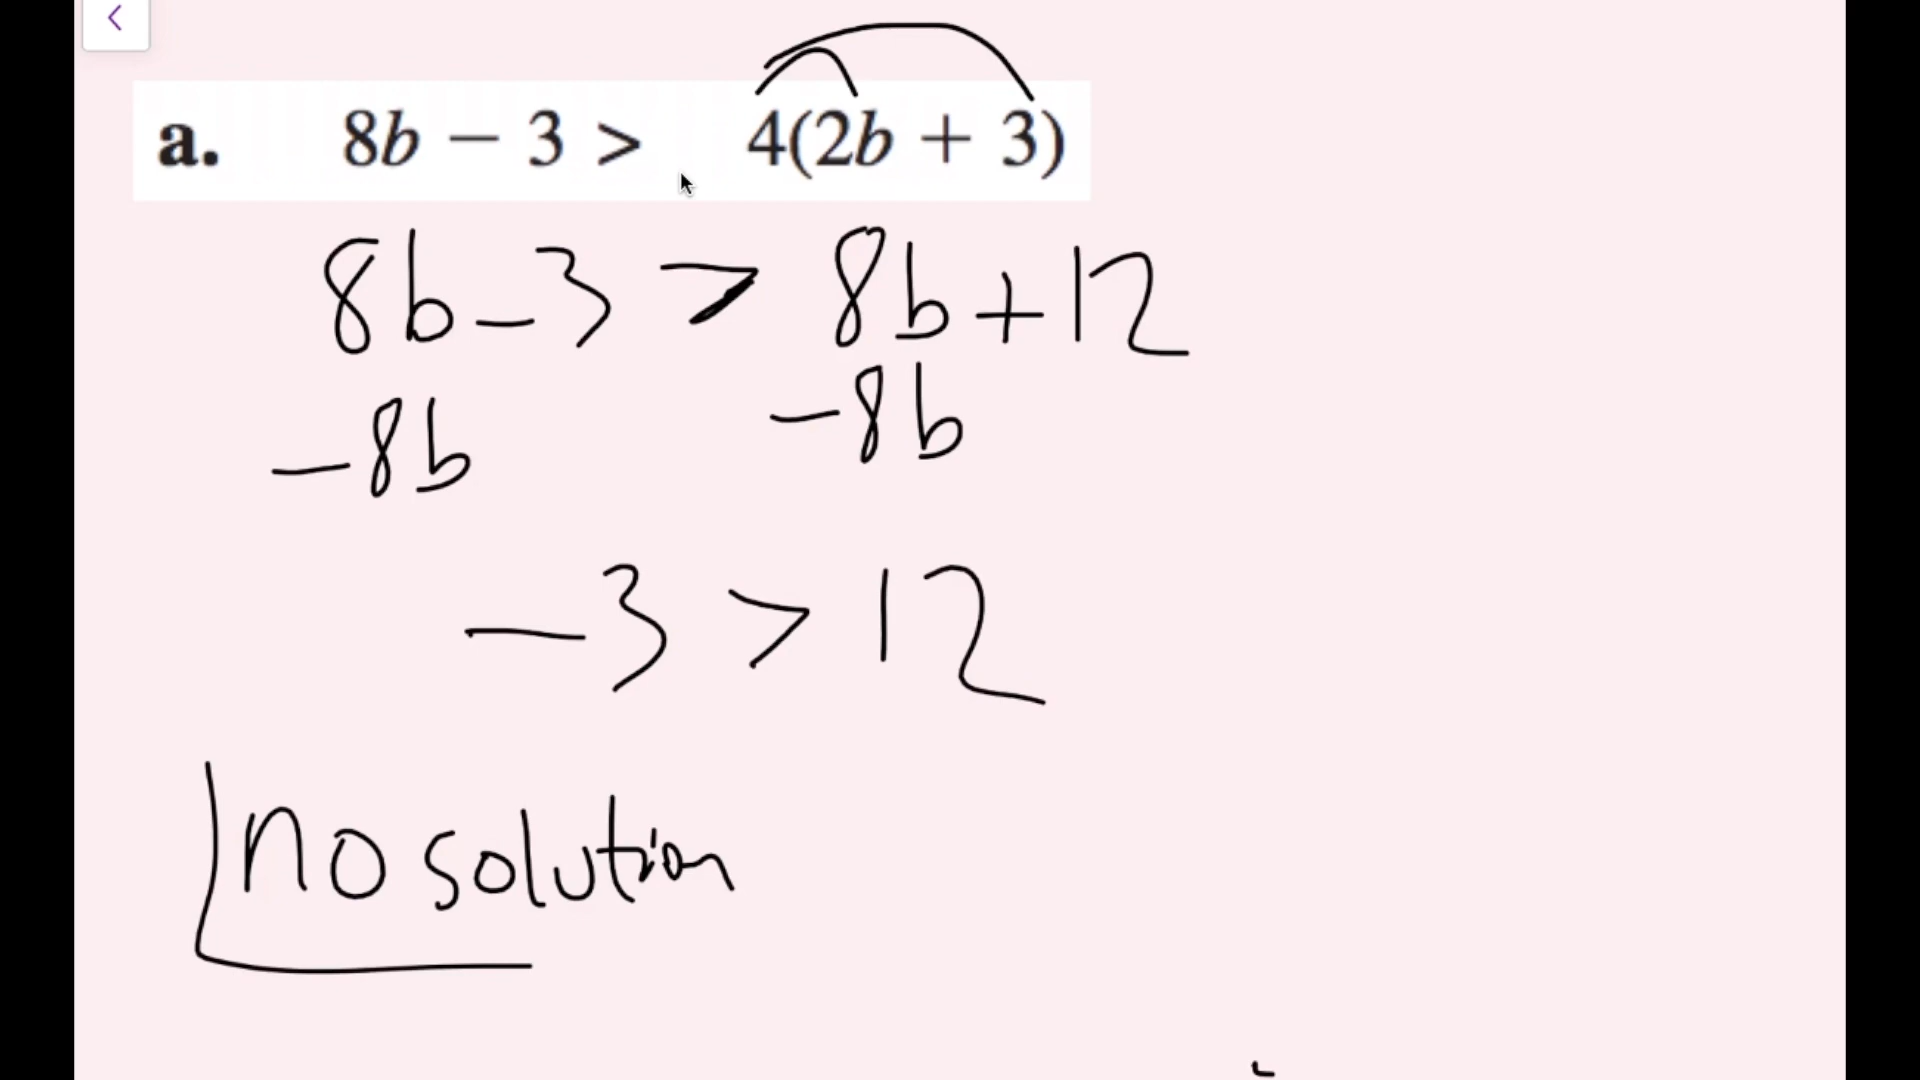 a. 8b − 3 > 4(2b + 3)
8b − 3 > 8b + 12
−8b −8b
−3 > 12
no solution